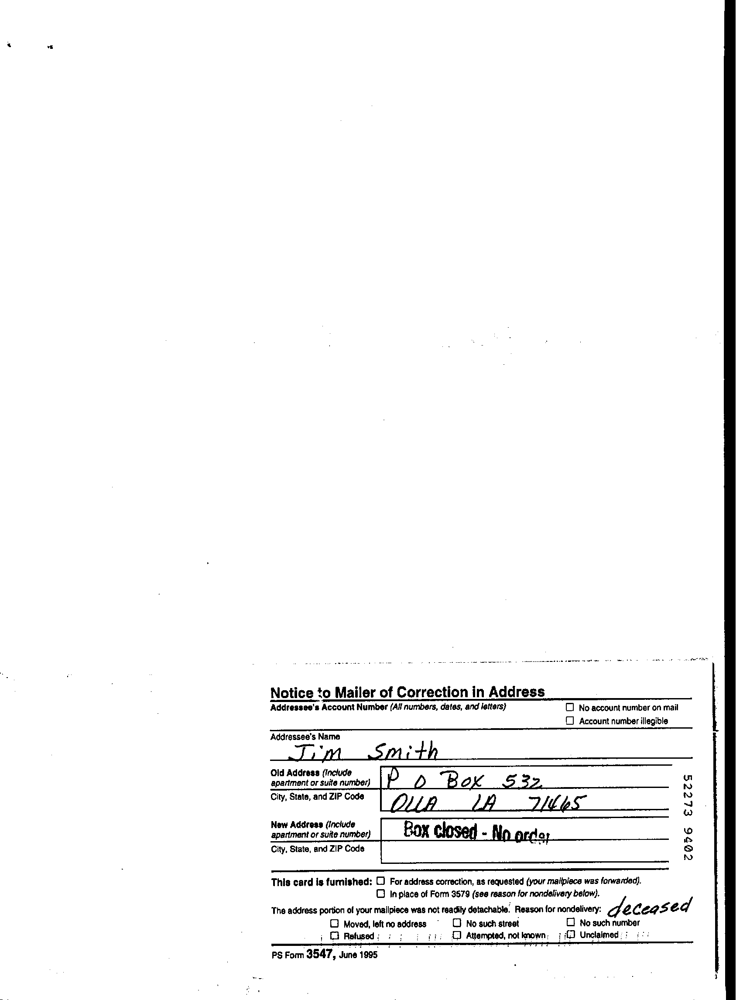 Notice to Mailer of Correction in Address
Addressee's Account Number (All numbers, dates, and letters)
☐ No account number on mail
☐ Account number illegible
Addressee's Name
Jim Smith
Old Address (Include apartment or suite number)
P O Box 532
City, State, and ZIP Code
OLLA LA 71465
New Address (Include apartment or suite number)
Box closed - No order
City, State, and ZIP Code
52273 9402
This card is furnished: ☐ For address correction, as requested (your mailpiece was forwarded).
☐ In place of Form 3579 (see reason for nondelivery below).
The address portion of your mailpiece was not readily detachable. Reason for nondelivery: deceased
☐ Moved, left no address ☐ No such street ☐ No such number
☐ Refused ☐ Attempted, not known ☐ Unclaimed
PS Form 3547, June 1995